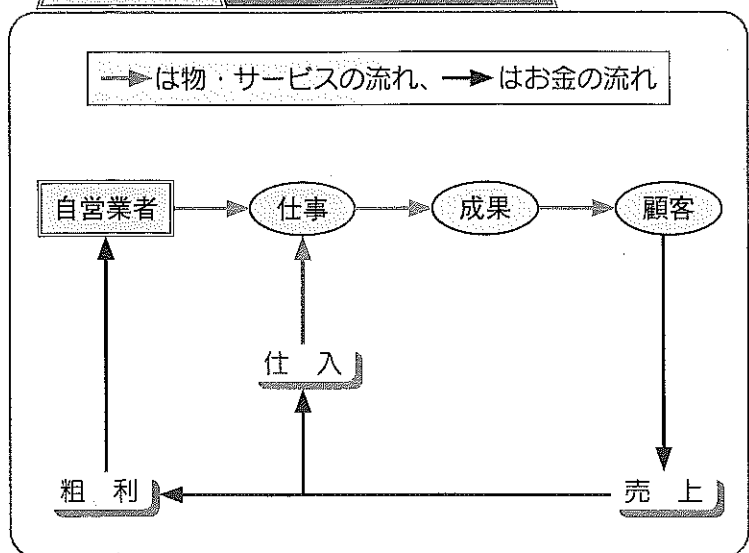 は物・サービスの流れ、 はお金の流れ
自営業者 仕事 成果 顧客
仕 入
粗 利 売 上